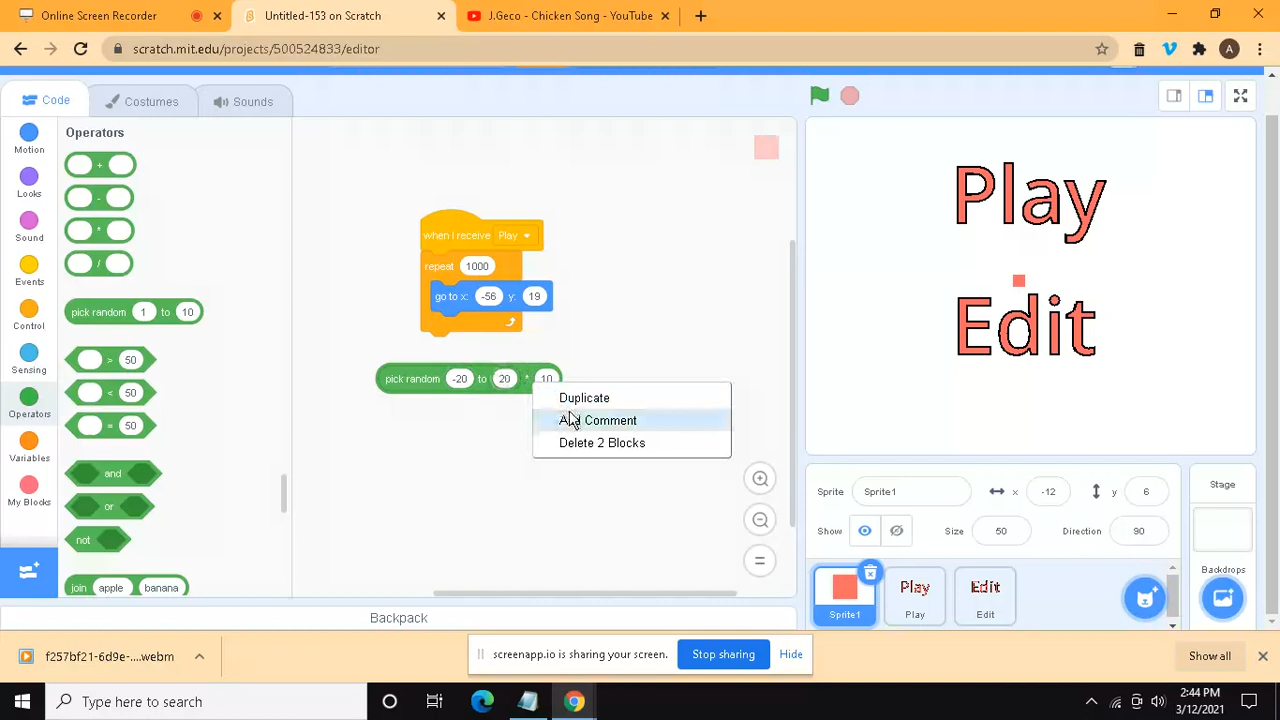 Online Screen Recorder
Untitled-153 on Scratch
J.Geco - Chicken Song - YouTube
scratch.mit.edu/projects/500524833/editor
A
Code
Costumes
Sounds
Motion
Looks
Sound
Events
Control
Sensing
Operators
Variables
My Blocks
Operators
+
-
*
/
pick random 1 to 10
> 50
< 50
= 50
and
or
not
join apple banana
when I receive Play
repeat 1000
go to x: -56 y: 19
pick random -20 to 20 * 10
Duplicate
Add Comment
Delete 2 Blocks
Backpack
Play
Edit
Sprite Sprite1 x -12 y 6
Show Size 50 Direction 90
Stage
Backdrops
Sprite1
Play
Play
Edit
Edit
f257bf21-6d9e-....webm
screenapp.io is sharing your screen.
Stop sharing
Hide
Show all
Type here to search
2:44 PM
3/12/2021